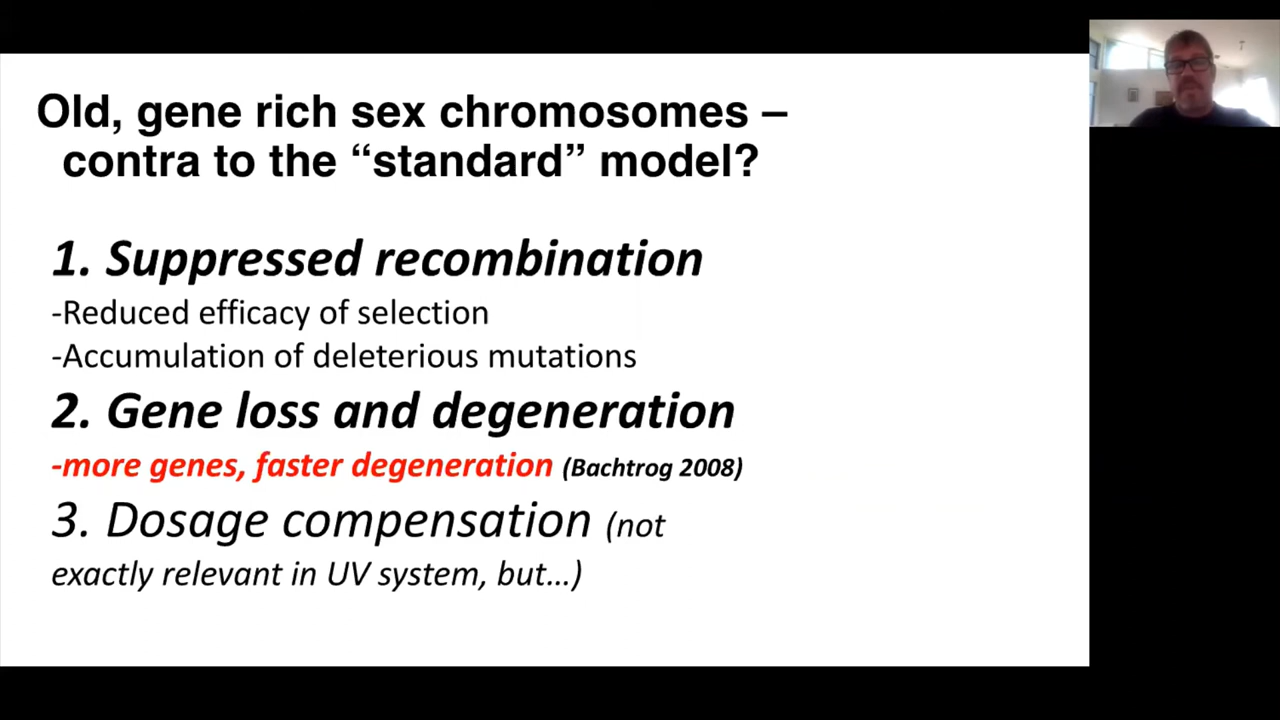 Old, gene rich sex chromosomes –
contra to the “standard” model?
1. Suppressed recombination
-Reduced efficacy of selection
-Accumulation of deleterious mutations
2. Gene loss and degeneration
-more genes, faster degeneration (Bachtrog 2008)
3. Dosage compensation (not
exactly relevant in UV system, but…)